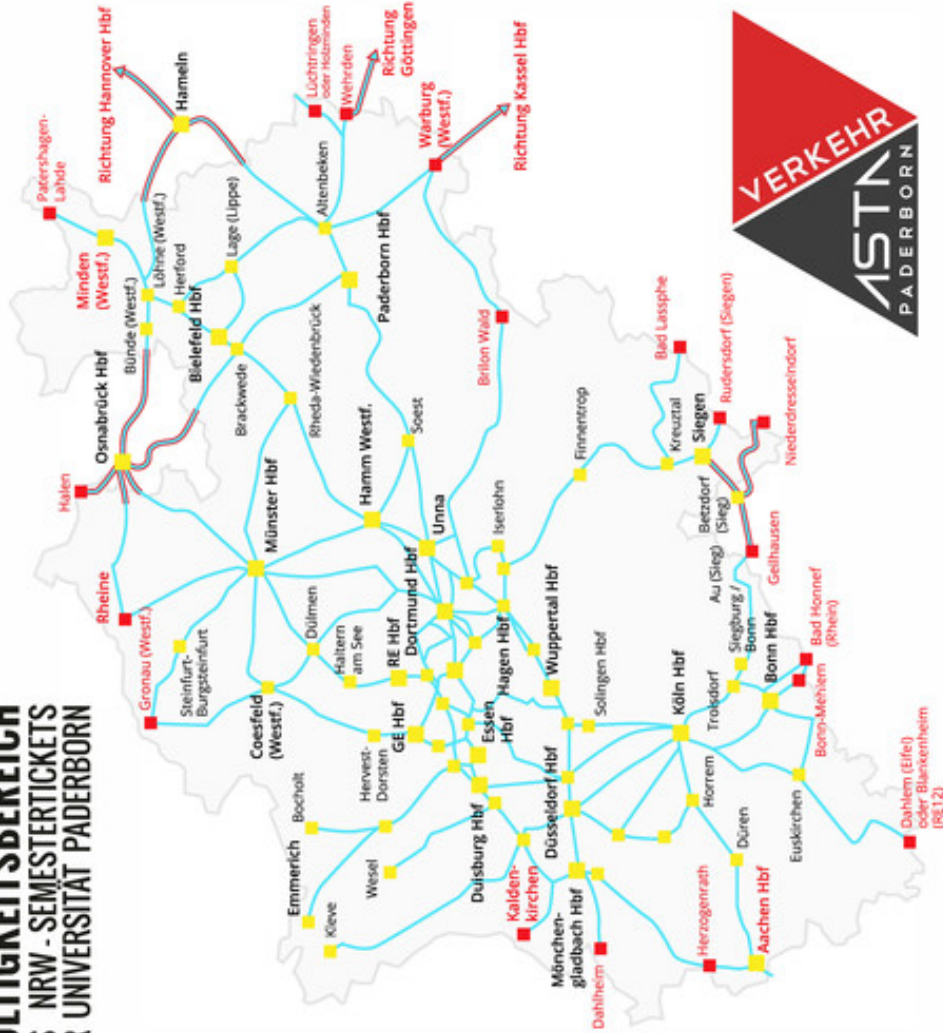 LTIGKEITSBEREICH
NRW - SEMESTERTICKETS
UNIVERSITÄT PADERBORN
Patershagen-
Lahde
Richtung Hannover Hbf
Minden
(Westf.)
Hameln
Halen
Osnabrück Hbf
Bünde (Westf.)
Löhne (Westf.)
Herford
Bielefeld Hbf
Lage (Lippe)
Lüchtringen
oder Holzminden
Wehrden
Richtung
Göttingen
Rheine
Gronau (Westf.)
Steinfurt-
Burgsteinfurt
Münster Hbf
Brackwede
Rheda-Wiedenbrück
Altenbeken
Paderborn Hbf
Warburg
(Westf.)
Richtung Kassel Hbf
Coesfeld
(Westf.)
Dülmen
Haltern
am See
Hamm Westf.
Soest
Brilon Wald
Emmerich
Bocholt
Kleve
Wesel
Hervest-
Dorsten
GE Hbf
RE Hbf
Dortmund Hbf
Unna
Iserlohn
Duisburg Hbf
Essen
Hbf
Hagen Hbf
Wuppertal Hbf
Finnentrop
Kalden-
kirchen
Mönchen-
gladbach Hbf
Düsseldorf Hbf
Solingen Hbf
Dahlheim
Bad Lassphe
Kreuztal
Siegen
Rudersdorf (Siegen)
Betzdorf
(Sieg)
Niederdresselndorf
Au (Sieg)
Geilhausen
Köln Hbf
Troisdorf
Siegburg /
Bonn
Bonn Hbf
Bad Honnef
(Rhein)
Bonn-Mehlem
Horrem
Düren
Herzogenrath
Aachen Hbf
Euskirchen
Dahlem (Eifel)
oder Blankenheim
(RE12)
VERKEHR
ASTA
PADERBORN